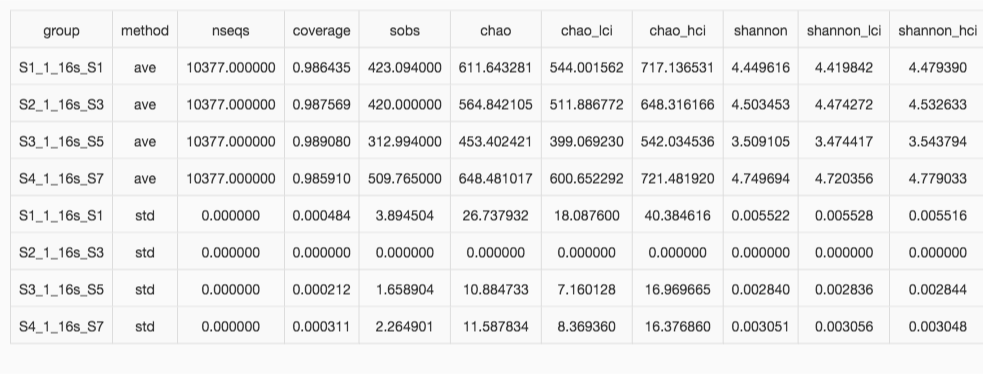 group method nseqs coverage sobs chao chao_lci chao_hci shannon shannon_lci shannon_hci
S1_1_16s_S1 ave 10377.000000 0.986435 423.094000 611.643281 544.001562 717.136531 4.449616 4.419842 4.479390
S2_1_16s_S3 ave 10377.000000 0.987569 420.000000 564.842105 511.886772 648.316166 4.503453 4.474272 4.532633
S3_1_16s_S5 ave 10377.000000 0.989080 312.994000 453.402421 399.069230 542.034536 3.509105 3.474417 3.543794
S4_1_16s_S7 ave 10377.000000 0.985910 509.765000 648.481017 600.652292 721.481920 4.749694 4.720356 4.779033
S1_1_16s_S1 std 0.000000 0.000484 3.894504 26.737932 18.087600 40.384616 0.005522 0.005528 0.005516
S2_1_16s_S3 std 0.000000 0.000000 0.000000 0.000000 0.000000 0.000000 0.000000 0.000000 0.000000
S3_1_16s_S5 std 0.000000 0.000212 1.658904 10.884733 7.160128 16.969665 0.002840 0.002836 0.002844
S4_1_16s_S7 std 0.000000 0.000311 2.264901 11.587834 8.369360 16.376860 0.003051 0.003056 0.003048